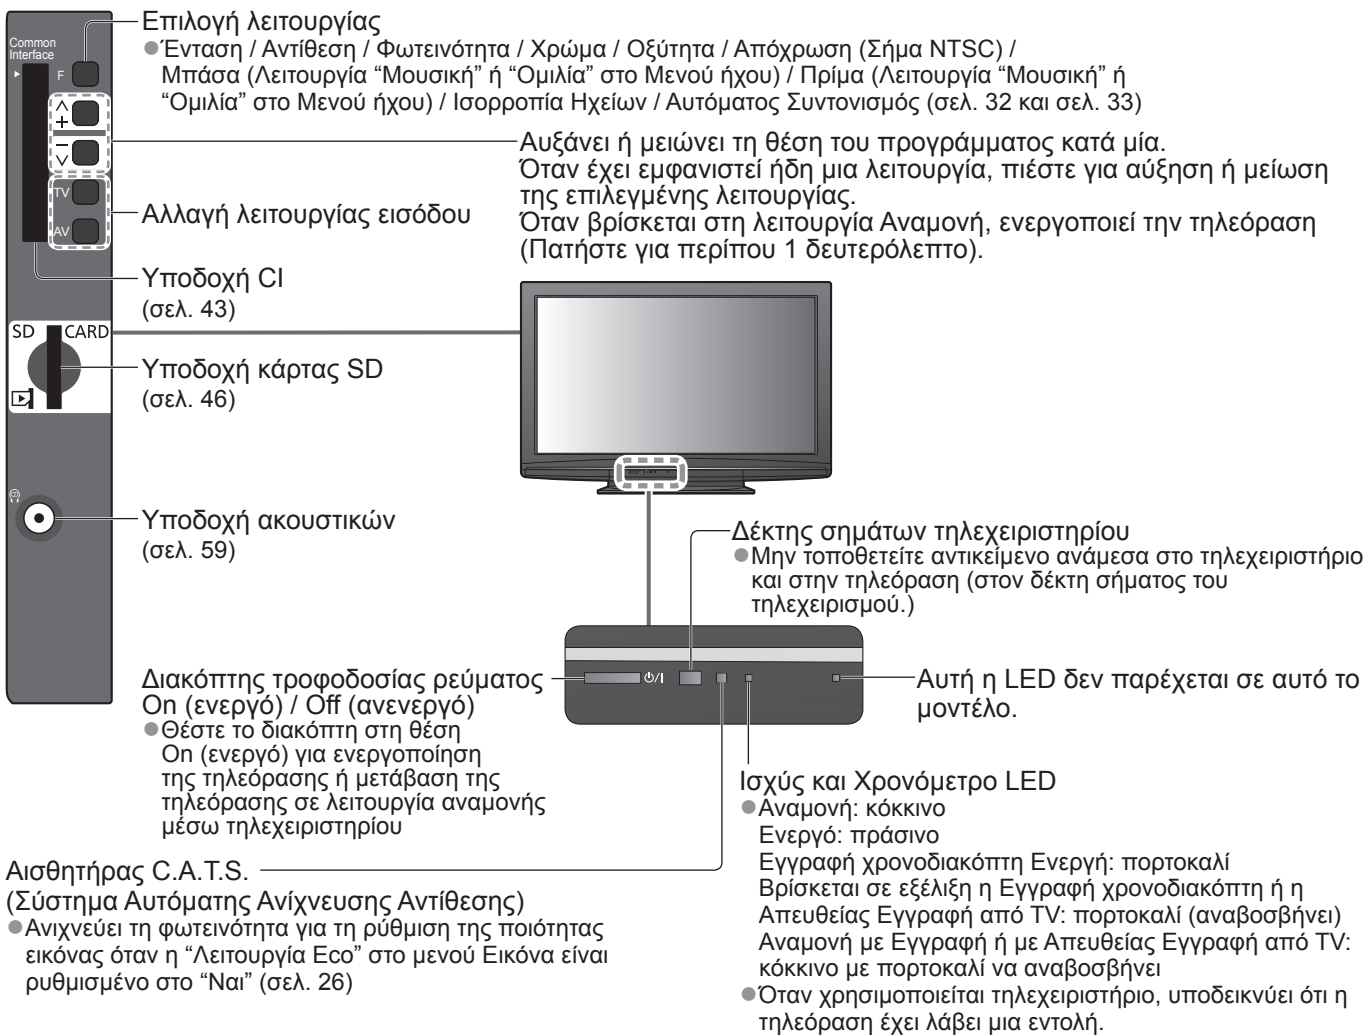 Common
Interface
F
TV
AV
SD CARD
Επιλογή λειτουργίας
●Ένταση / Αντίθεση / Φωτεινότητα / Χρώμα / Οξύτητα / Απόχρωση (Σήμα NTSC) /
Μπάσα (Λειτουργία “Μουσική” ή “Ομιλία” στο Μενού ήχου) / Πρίμα (Λειτουργία “Μουσική” ή
“Ομιλία” στο Μενού ήχου) / Ισορροπία Ηχείων / Αυτόματος Συντονισμός (σελ. 32 και σελ. 33)
Αυξάνει ή μειώνει τη θέση του προγράμματος κατά μία.
Όταν έχει εμφανιστεί ήδη μια λειτουργία, πιέστε για αύξηση ή μείωση
της επιλεγμένης λειτουργίας.
Όταν βρίσκεται στη λειτουργία Αναμονή, ενεργοποιεί την τηλεόραση
(Πατήστε για περίπου 1 δευτερόλεπτο).
Αλλαγή λειτουργίας εισόδου
Υποδοχή CI
(σελ. 43)
Υποδοχή κάρτας SD
(σελ. 46)
Υποδοχή ακουστικών
(σελ. 59)
Δέκτης σημάτων τηλεχειριστηρίου
●Μην τοποθετείτε αντικείμενο ανάμεσα στο τηλεχειριστήριο
και στην τηλεόραση (στον δέκτη σήματος του
τηλεχειρισμού.)
Διακόπτης τροφοδοσίας ρεύματος
On (ενεργό) / Off (ανενεργό)
●Θέστε το διακόπτη στη θέση
On (ενεργό) για ενεργοποίηση
της τηλεόρασης ή μετάβαση της
τηλεόρασης σε λειτουργία αναμονής
μέσω τηλεχειριστηρίου
⏻/I
Αυτή η LED δεν παρέχεται σε αυτό το
μοντέλο.
Ισχύς και Χρονόμετρο LED
●Αναμονή: κόκκινο
Ενεργό: πράσινο
Εγγραφή χρονοδιακόπτη Ενεργή: πορτοκαλί
Βρίσκεται σε εξέλιξη η Εγγραφή χρονοδιακόπτη ή η
Απευθείας Εγγραφή από TV: πορτοκαλί (αναβοσβήνει)
Αναμονή με Εγγραφή ή με Απευθείας Εγγραφή από TV:
κόκκινο με πορτοκαλί να αναβοσβήνει
●Όταν χρησιμοποιείται τηλεχειριστήριο, υποδεικνύει ότι η
τηλεόραση έχει λάβει μια εντολή.
Αισθητήρας C.A.T.S.
(Σύστημα Αυτόματης Ανίχνευσης Αντίθεσης)
●Ανιχνεύει τη φωτεινότητα για τη ρύθμιση της ποιότητας
εικόνας όταν η “Λειτουργία Eco” στο μενού Εικόνα είναι
ρυθμισμένο στο “Ναι” (σελ. 26)